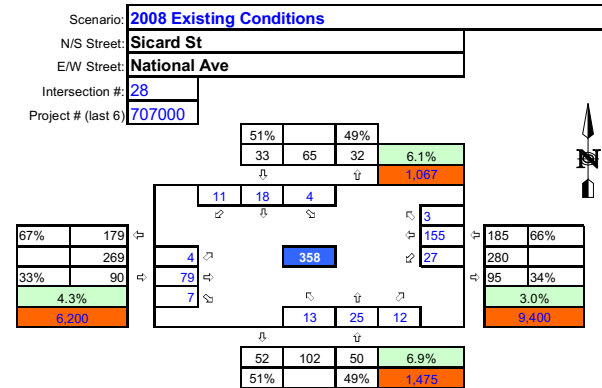 Scenario: 2008 Existing Conditions
N/S Street: Sicard St
E/W Street: National Ave
Intersection #: 28
Project # (last 6) 707000
N
51% 49%
33 65 32 6.1%
⇩ ⇧ 1,067
11 18 4
3
67% 179 ⇦ ⇦ 155 ⇦ 185 66%
269 4 358 27 280
33% 90 ⇨ 79 ⇨ ⇨ 95 34%
4.3% 7 3.0%
6,200 13 25 12 9,400
⇩ ⇧
52 102 50 6.9%
51% 49% 1,475